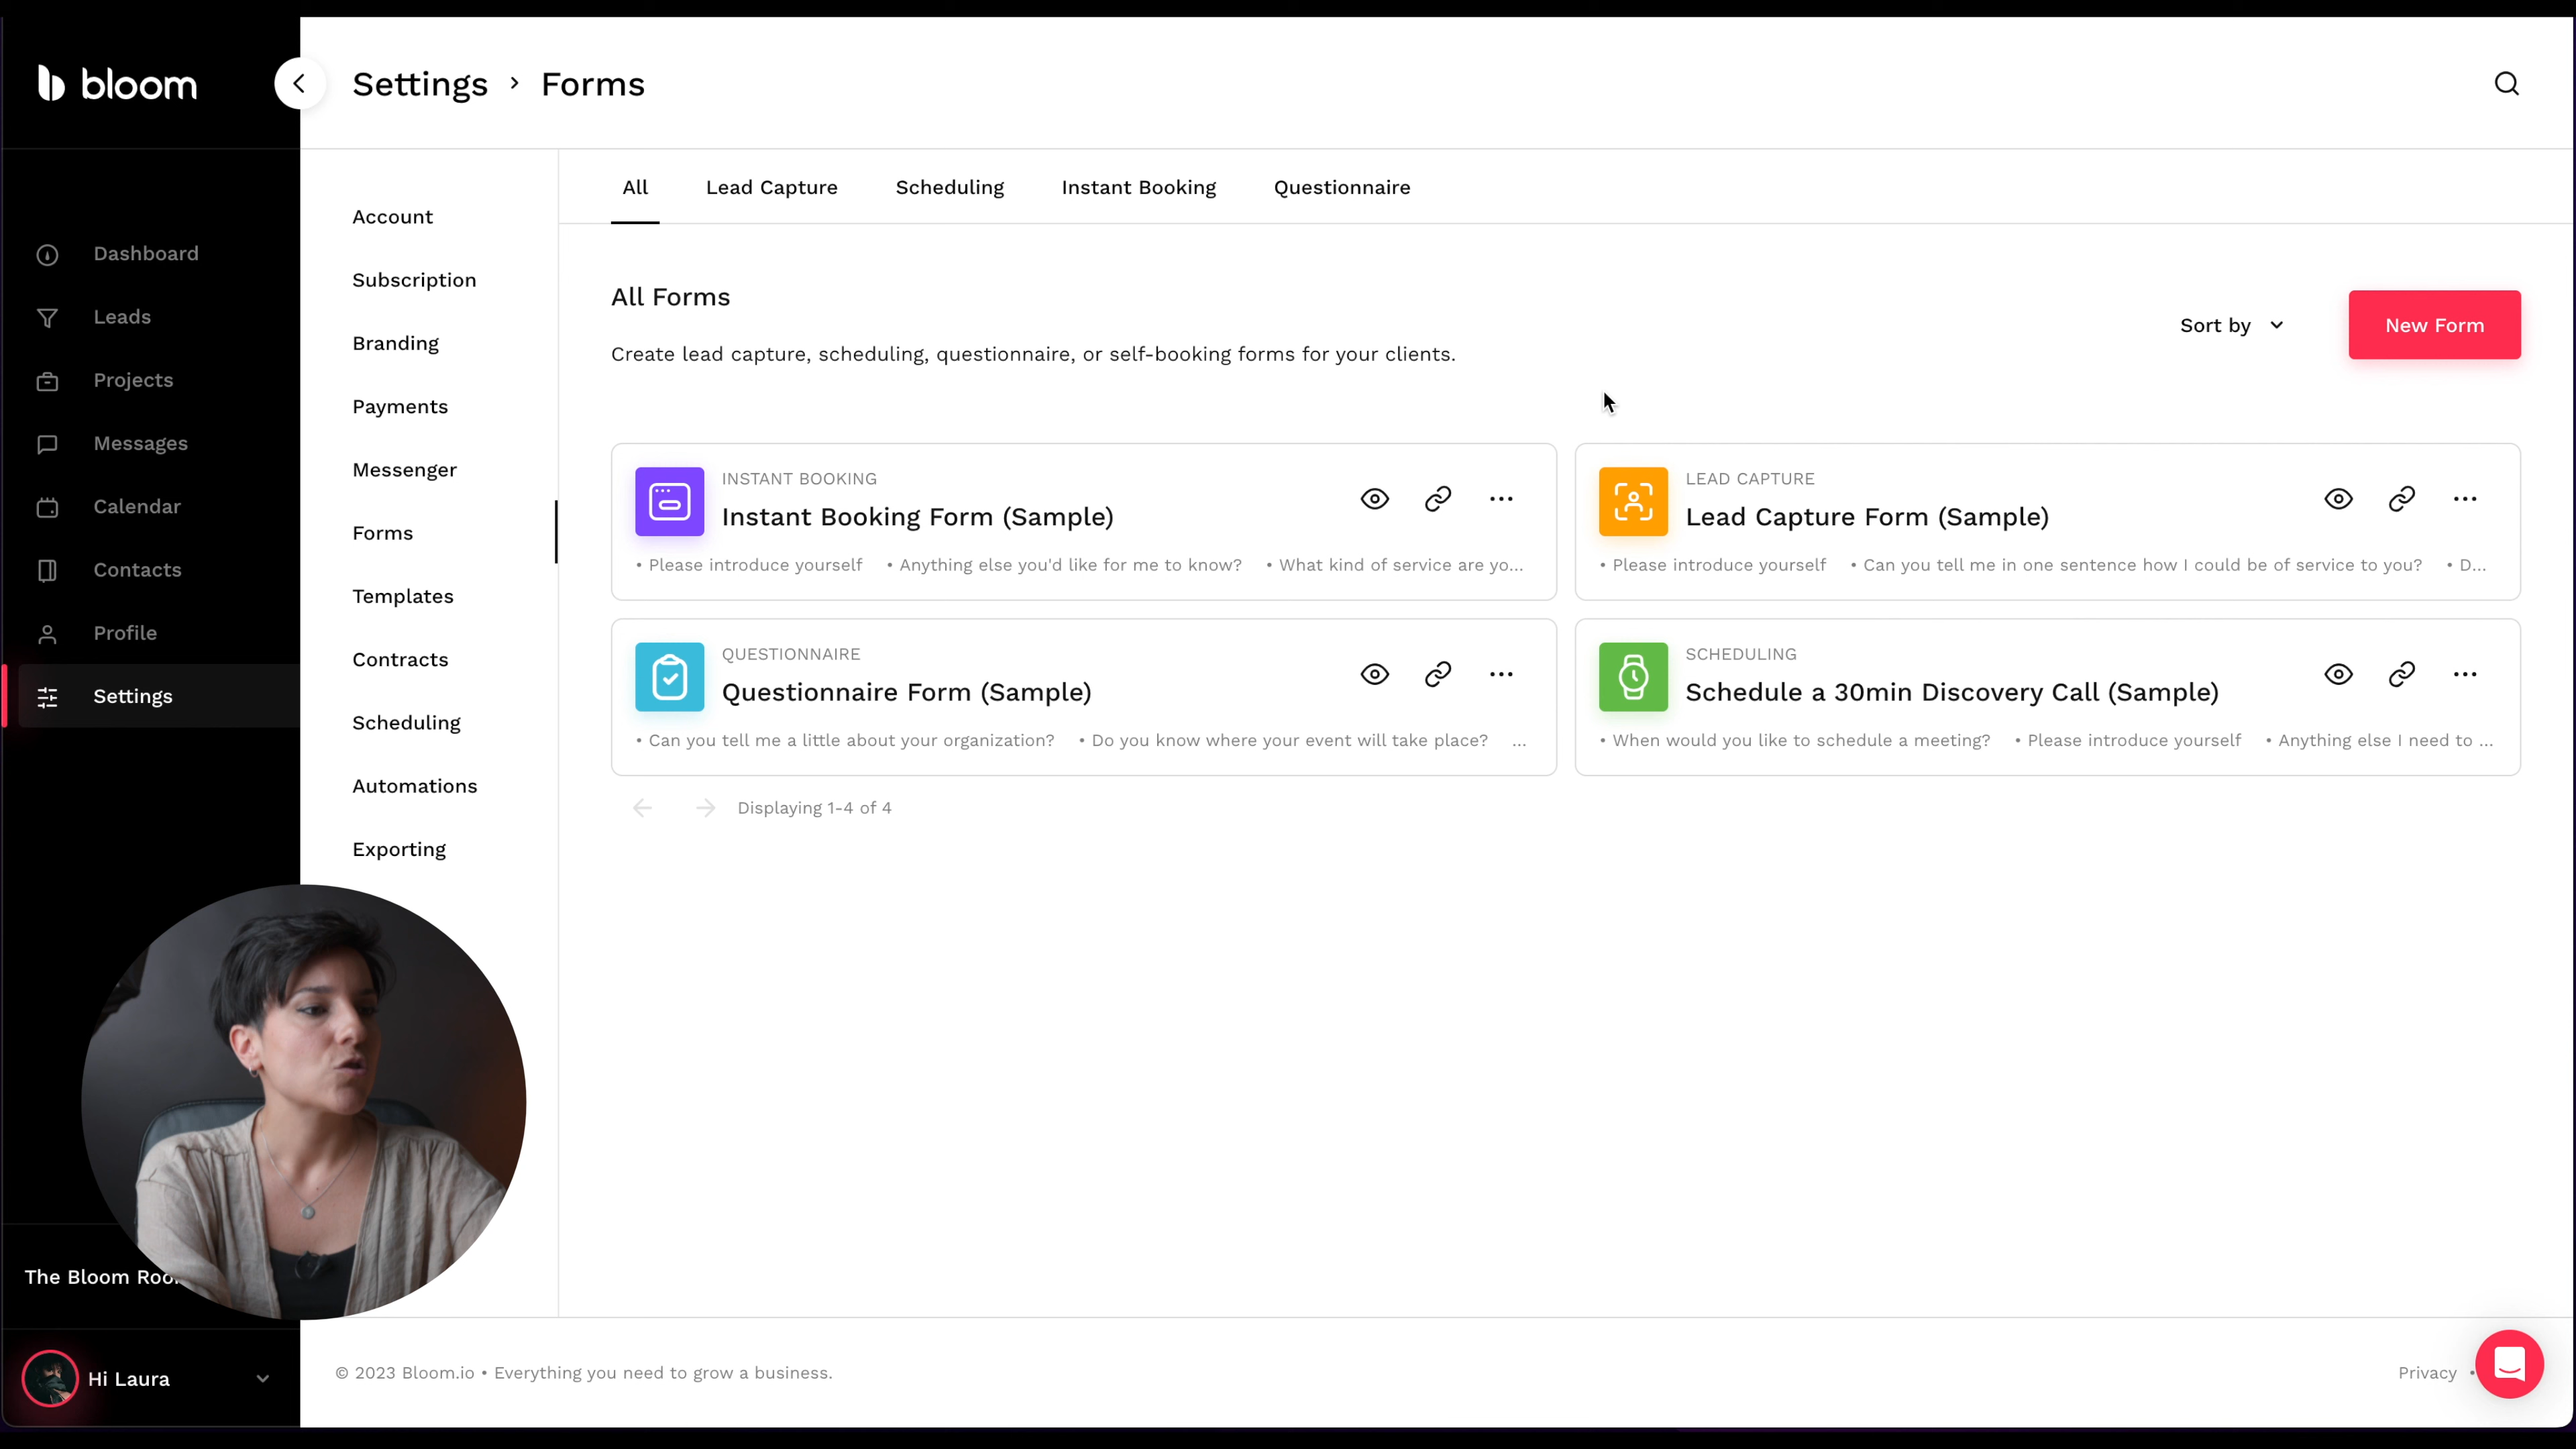 bloom
Settings > Forms
Dashboard
Leads
Projects
Messages
Calendar
Contacts
Profile
Settings
The Bloom
Hi Laura
Account
Subscription
Branding
Payments
Messenger
Forms
Templates
Contracts
Scheduling
Automations
Exporting
All Lead Capture Scheduling Instant Booking Questionnaire
All Forms
Create lead capture, scheduling, questionnaire, or self-booking forms for your clients.
Sort by
New Form
INSTANT BOOKING
Instant Booking Form (Sample)
• Please introduce yourself • Anything else you'd like for me to know? • What kind of service are yo...
LEAD CAPTURE
Lead Capture Form (Sample)
• Please introduce yourself • Can you tell me in one sentence how I could be of service to you? • D...
QUESTIONNAIRE
Questionnaire Form (Sample)
• Can you tell me a little about your organization? • Do you know where your event will take place? ...
SCHEDULING
Schedule a 30min Discovery Call (Sample)
• When would you like to schedule a meeting? • Please introduce yourself • Anything else I need to ...
Displaying 1-4 of 4
© 2023 Bloom.io • Everything you need to grow a business.
Privacy •